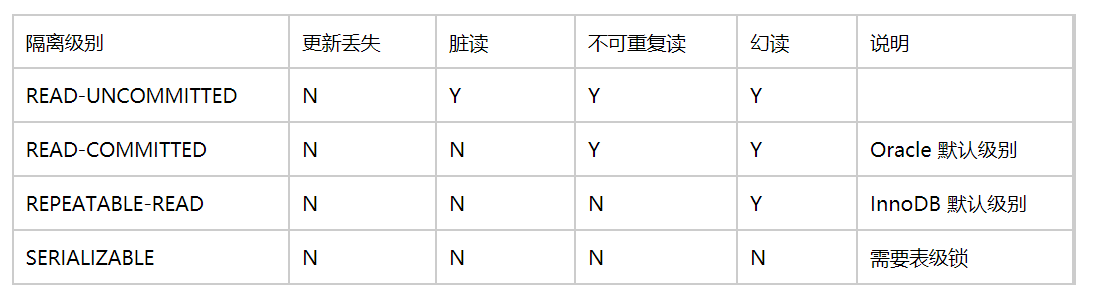 隔离级别 更新丢失 脏读 不可重复读 幻读 说明
READ-UNCOMMITTED N Y Y Y
READ-COMMITTED N N Y Y Oracle 默认级别
REPEATABLE-READ N N N Y InnoDB 默认级别
SERIALIZABLE N N N N 需要表级锁